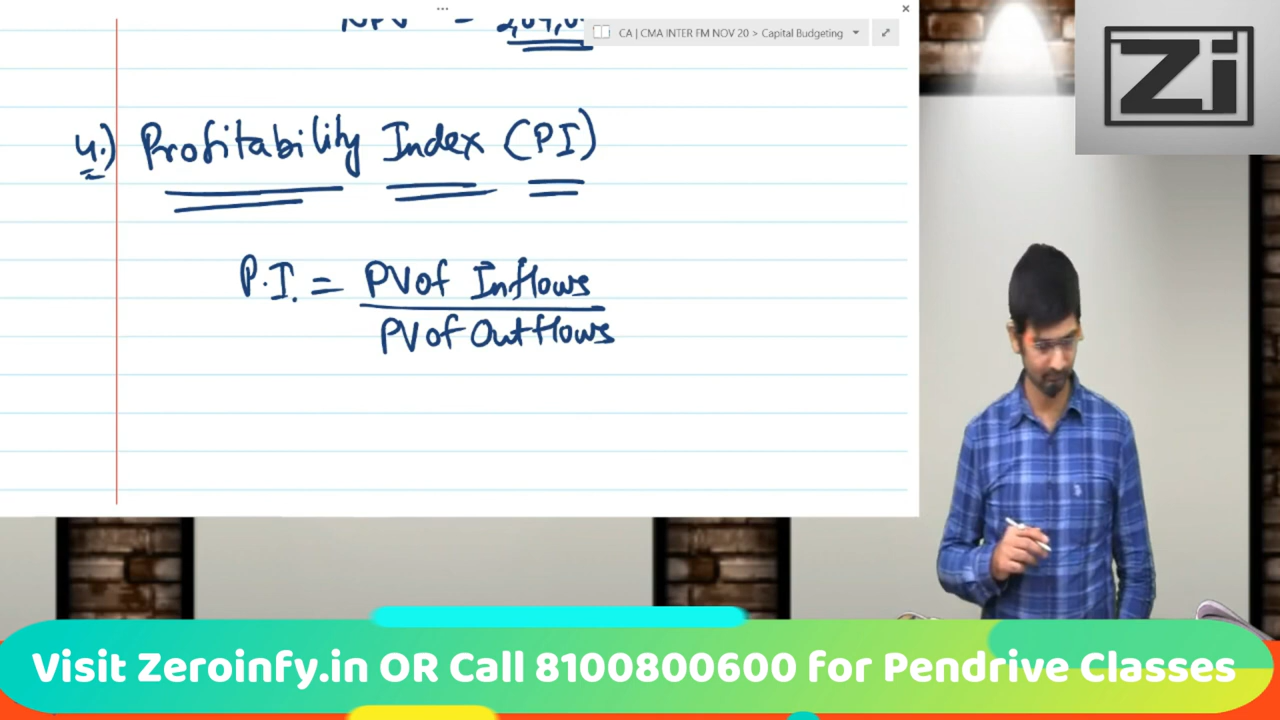 CA | CMA INTER FM NOV 20 > Capital Budgeting
Zi
4.) Profitability Index (PI)
P.I. = PV of Inflows
PV of Outflows
Visit Zeroinfy.in OR Call 8100800600 for Pendrive Classes